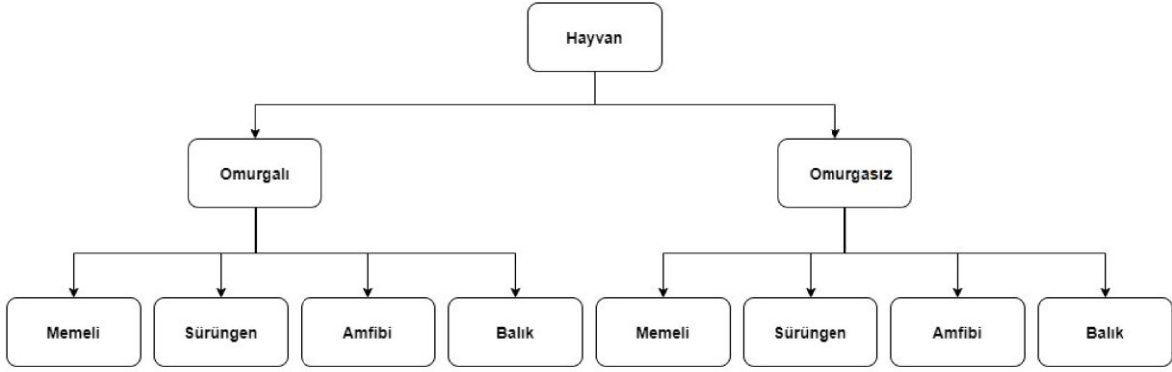 Hayvan
Omurgalı
Omurgasız
Memeli
Sürüngen
Amfibi
Balık
Memeli
Sürüngen
Amfibi
Balık